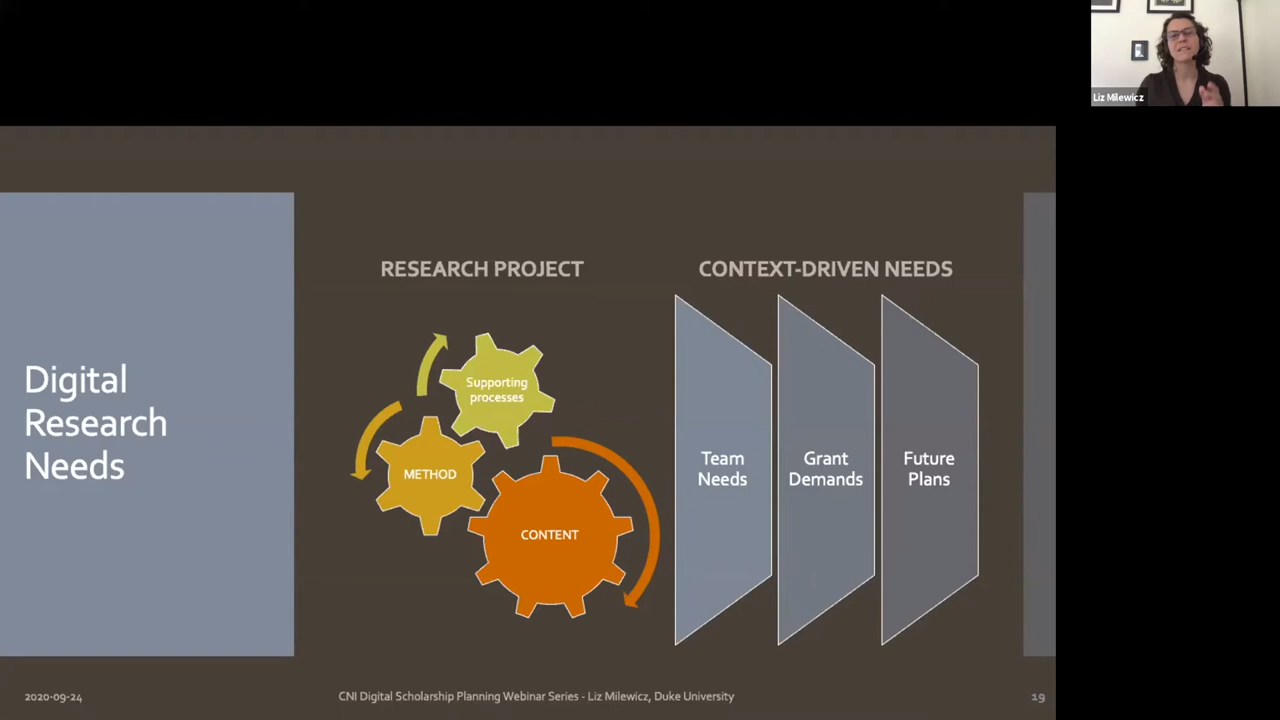 Liz Milewicz
Digital
Research
Needs
RESEARCH PROJECT
Supporting
processes
METHOD
CONTENT
CONTEXT-DRIVEN NEEDS
Team
Needs
Grant
Demands
Future
Plans
2020-09-24
CNI Digital Scholarship Planning Webinar Series - Liz Milewicz, Duke University
19